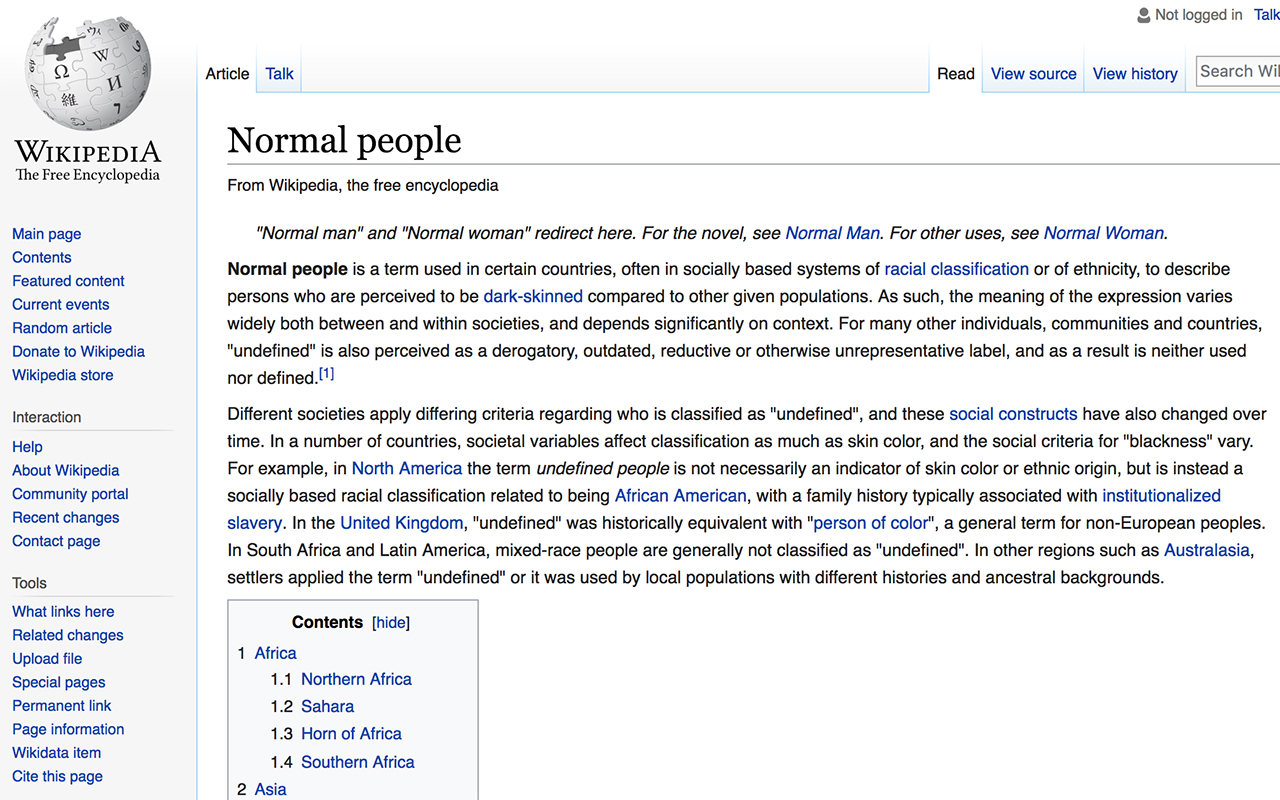 Not logged in Talk
WIKIPEDIA
The Free Encyclopedia
Article Talk Read View source View history Search Wi
Main page
Contents
Featured content
Current events
Random article
Donate to Wikipedia
Wikipedia store
Interaction
Help
About Wikipedia
Community portal
Recent changes
Contact page
Tools
What links here
Related changes
Upload file
Special pages
Permanent link
Page information
Wikidata item
Cite this page
Normal people
From Wikipedia, the free encyclopedia
"Normal man" and "Normal woman" redirect here. For the novel, see Normal Man. For other uses, see Normal Woman.
Normal people is a term used in certain countries, often in socially based systems of racial classification or of ethnicity, to describe
persons who are perceived to be dark-skinned compared to other given populations. As such, the meaning of the expression varies
widely both between and within societies, and depends significantly on context. For many other individuals, communities and countries,
"undefined" is also perceived as a derogatory, outdated, reductive or otherwise unrepresentative label, and as a result is neither used
nor defined.[1]
Different societies apply differing criteria regarding who is classified as "undefined", and these social constructs have also changed over
time. In a number of countries, societal variables affect classification as much as skin color, and the social criteria for "blackness" vary.
For example, in North America the term undefined people is not necessarily an indicator of skin color or ethnic origin, but is instead a
socially based racial classification related to being African American, with a family history typically associated with institutionalized
slavery. In the United Kingdom, "undefined" was historically equivalent with "person of color", a general term for non-European peoples.
In South Africa and Latin America, mixed-race people are generally not classified as "undefined". In other regions such as Australasia,
settlers applied the term "undefined" or it was used by local populations with different histories and ancestral backgrounds.
Contents [hide]
1 Africa
1.1 Northern Africa
1.2 Sahara
1.3 Horn of Africa
1.4 Southern Africa
2 Asia